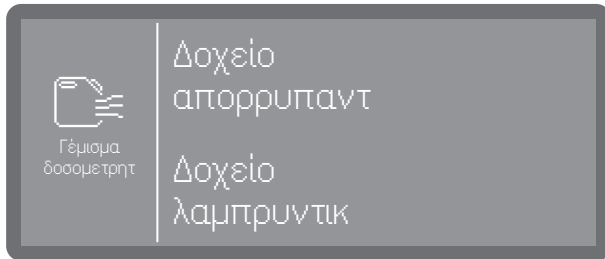 Γέμισμα
δοσομετρητ
Δοχείο
απορρυπαντ
Δοχείο
λαμπρυντικ